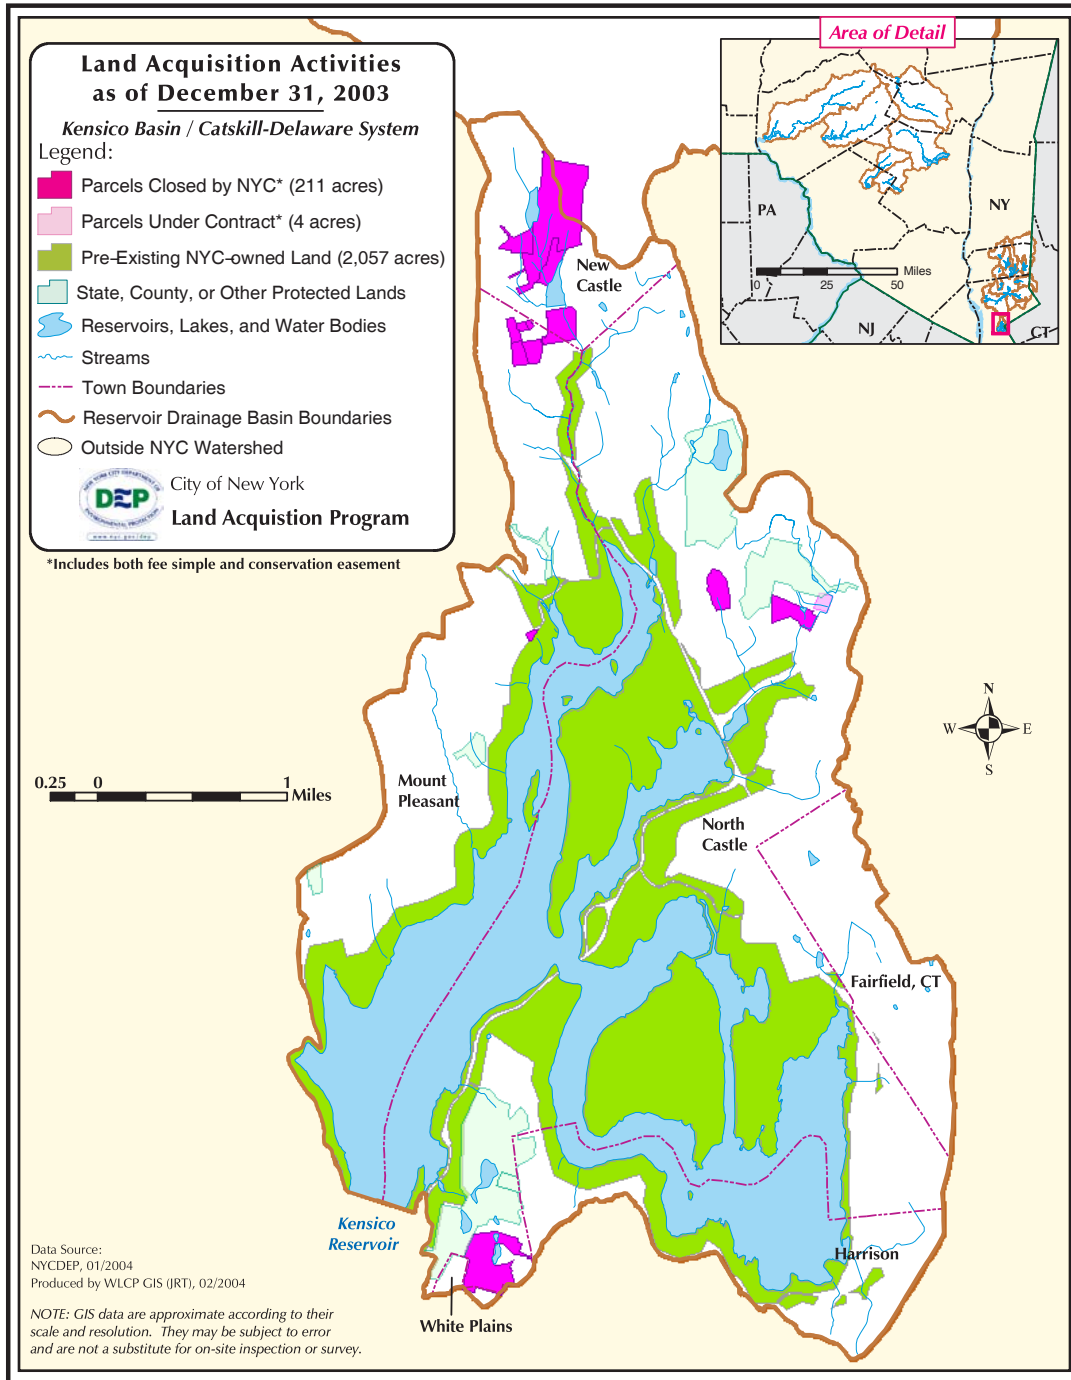 Land Acquisition Activities
as of December 31, 2003
Kensico Basin / Catskill-Delaware System
Legend:
Parcels Closed by NYC* (211 acres)
Parcels Under Contract* (4 acres)
Pre-Existing NYC-owned Land (2,057 acres)
State, County, or Other Protected Lands
Reservoirs, Lakes, and Water Bodies
Streams
Town Boundaries
Reservoir Drainage Basin Boundaries
Outside NYC Watershed
DEP
www.nyc.gov/dep
City of New York
Land Acquistion Program
*Includes both fee simple and conservation easement
Area of Detail
PA
NY
NJ
CT
Miles
0 25 50
New
Castle
N
W E
S
0.25 0 1
Miles
Mount
Pleasant
North
Castle
Fairfield, CT
Kensico
Reservoir
Harrison
White Plains
Data Source:
NYCDEP, 01/2004
Produced by WLCP GIS (JRT), 02/2004
NOTE: GIS data are approximate according to their
scale and resolution. They may be subject to error
and are not a substitute for on-site inspection or survey.